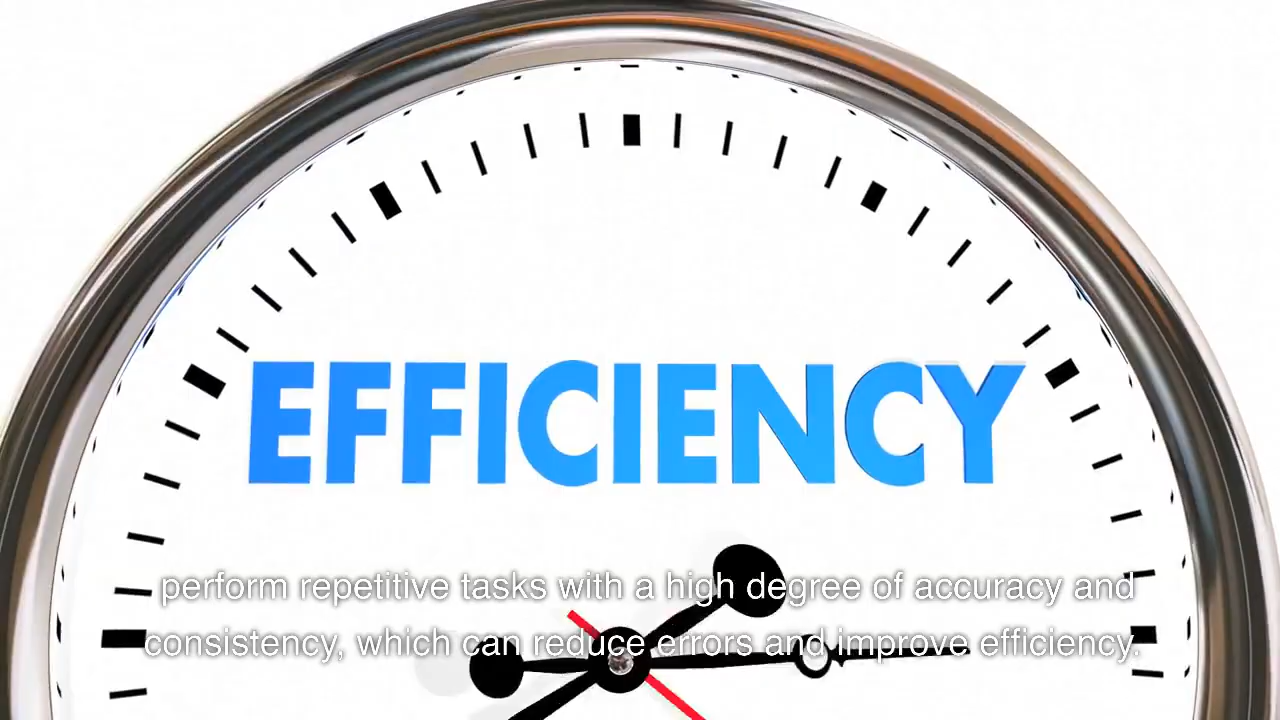 EFFICIENCY
perform repetitive tasks with a high degree of accuracy and
consistency, which can reduce errors and improve efficiency.